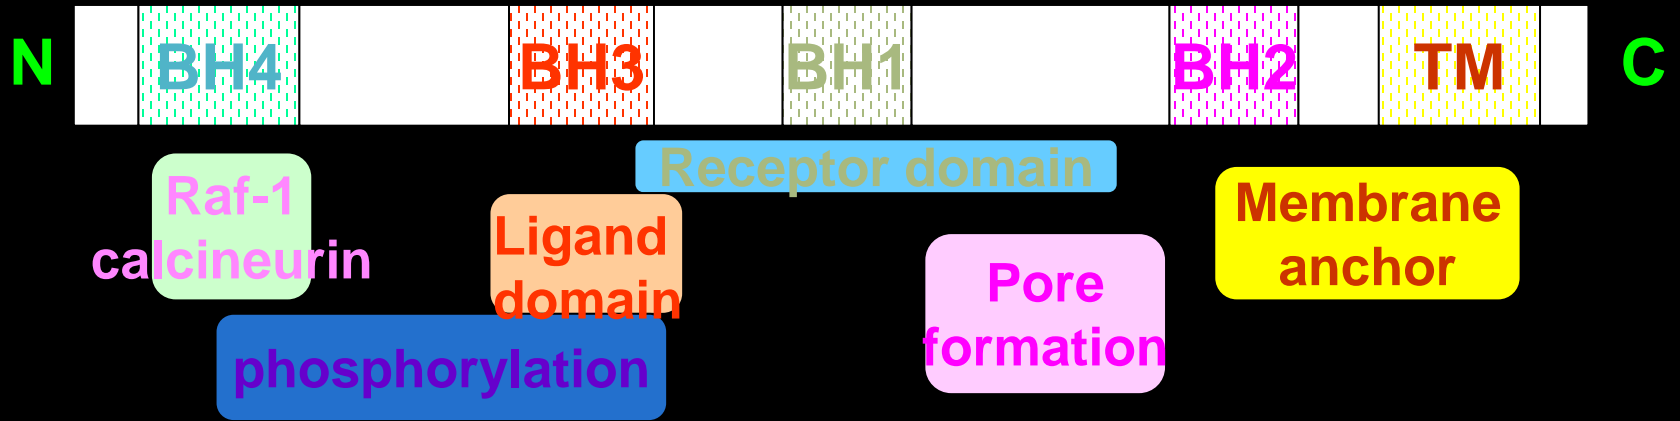 N BH4 BH3 BH1 BH2 TM C
Receptor domain
Raf-1
calcineurin
Ligand
domain
Membrane
anchor
Pore
formation
phosphorylation